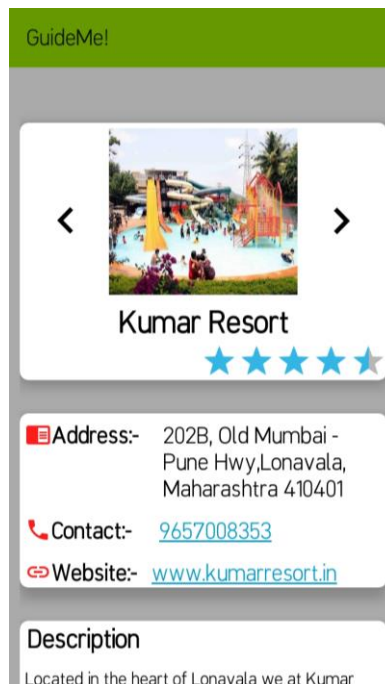 GuideMe!
Kumar Resort
Address:- 202B, Old Mumbai -
Pune Hwy,Lonavala,
Maharashtra 410401
Contact:- 9657008353
Website:- www.kumarresort.in
Description
Located in the heart of Lonavala we at Kumar